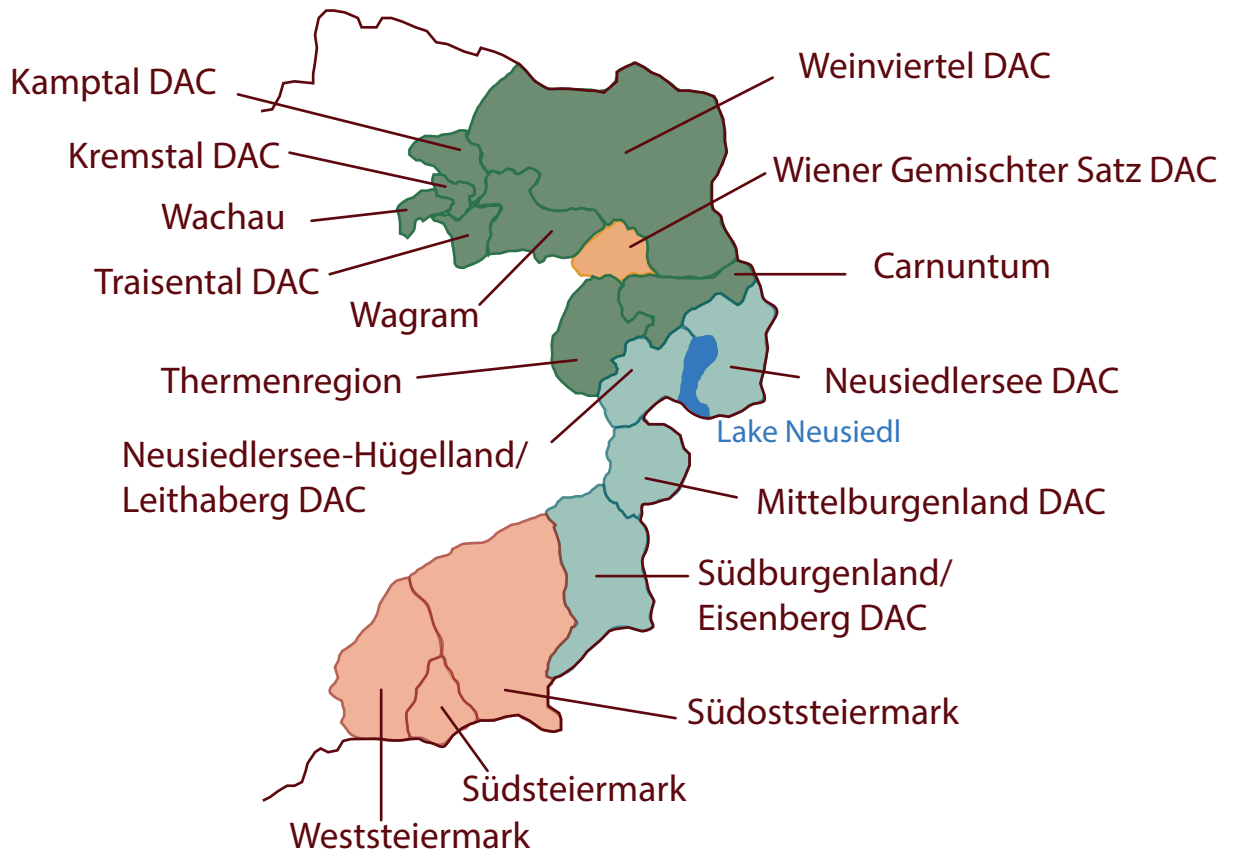 Weinviertel DAC
Kamptal DAC
Kremstal DAC
Wiener Gemischter Satz DAC
Wachau
Carnuntum
Traisental DAC
Wagram
Thermenregion
Neusiedlersee DAC
Lake Neusiedl
Neusiedlersee-Hügelland/
Leithaberg DAC
Mittelburgenland DAC
Südburgenland/
Eisenberg DAC
Südoststeiermark
Südsteiermark
Weststeiermark